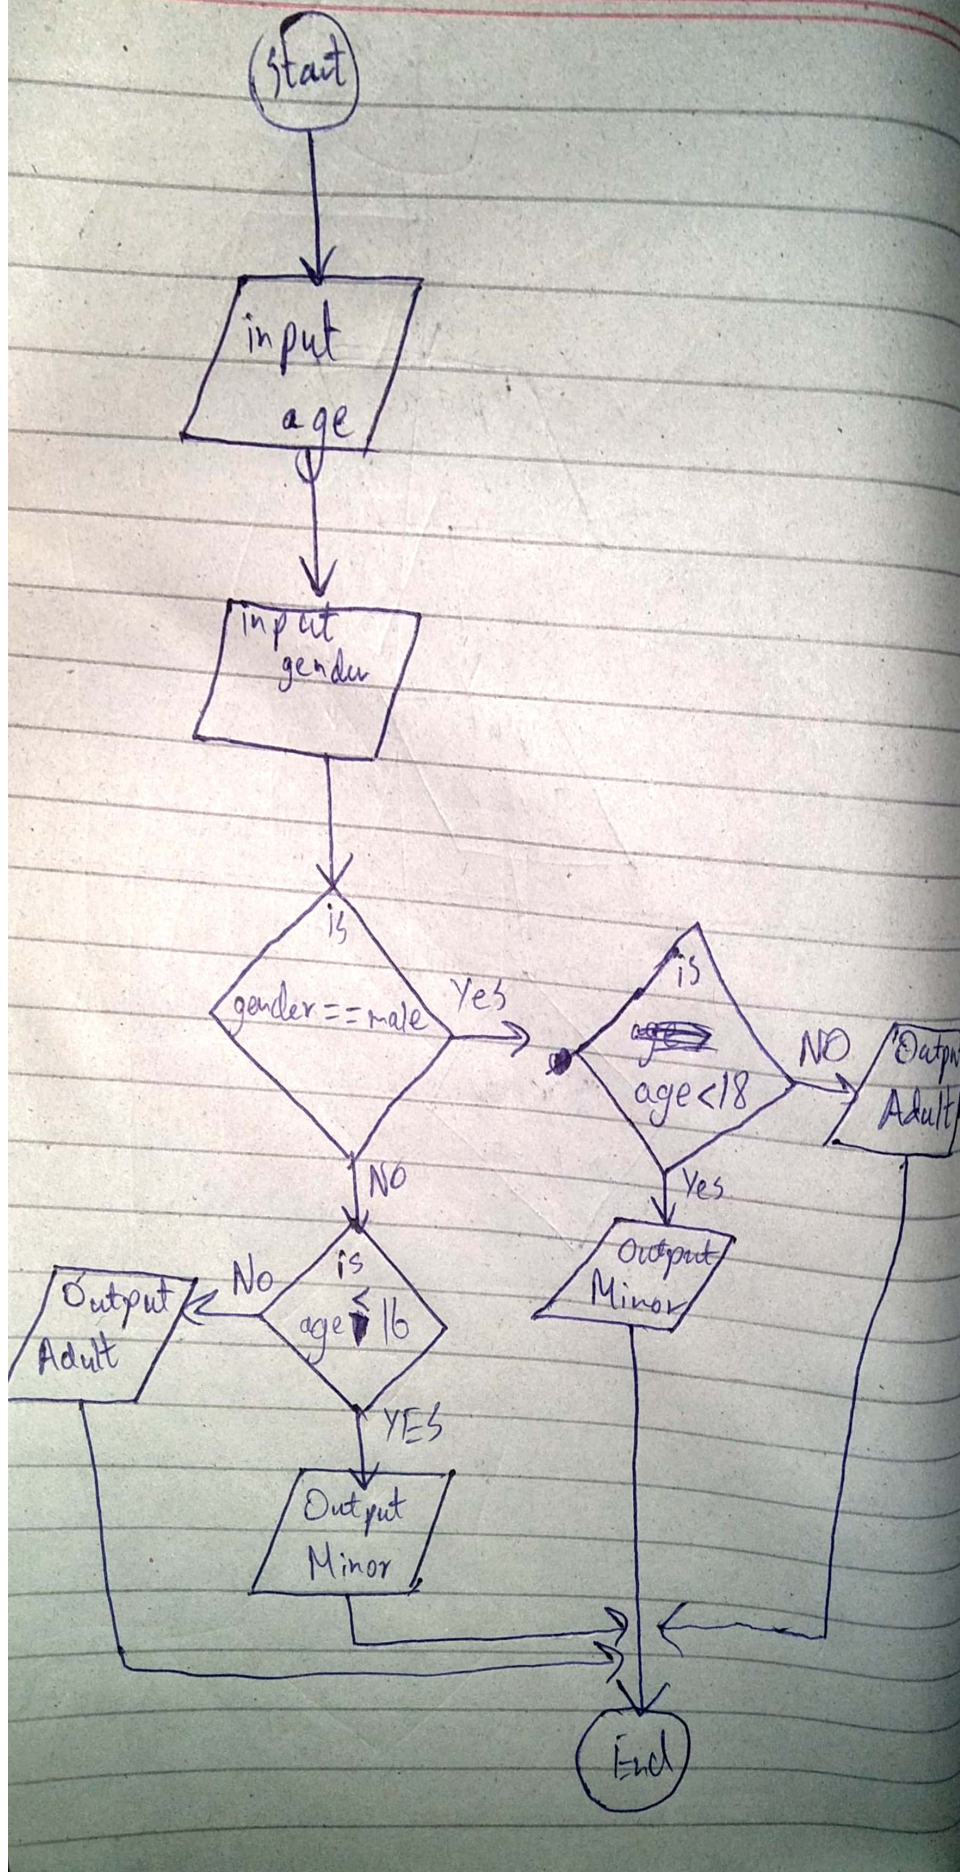 Start
input
age
input
gender
is
gender == male
Yes
is
age < 18
NO
Outpu
Adult
Yes
Output
Minor
NO
is
age < 16
No
Output
Adult
YES
Output
Minor
End